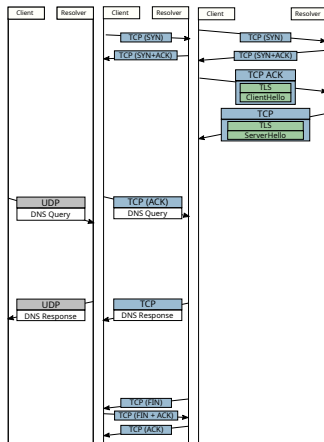 Client
Resolver
Client
Resolver
Client
Resolver
TCP (SYN)
TCP (SYN)
TCP (SYN+ACK)
TCP (SYN+ACK)
TCP ACK
TLS
ClientHello
TCP
TLS
ServerHello
UDP
DNS Query
TCP (ACK)
DNS Query
UDP
DNS Response
TCP
DNS Response
TCP (FIN)
TCP (FIN + ACK)
TCP (ACK)